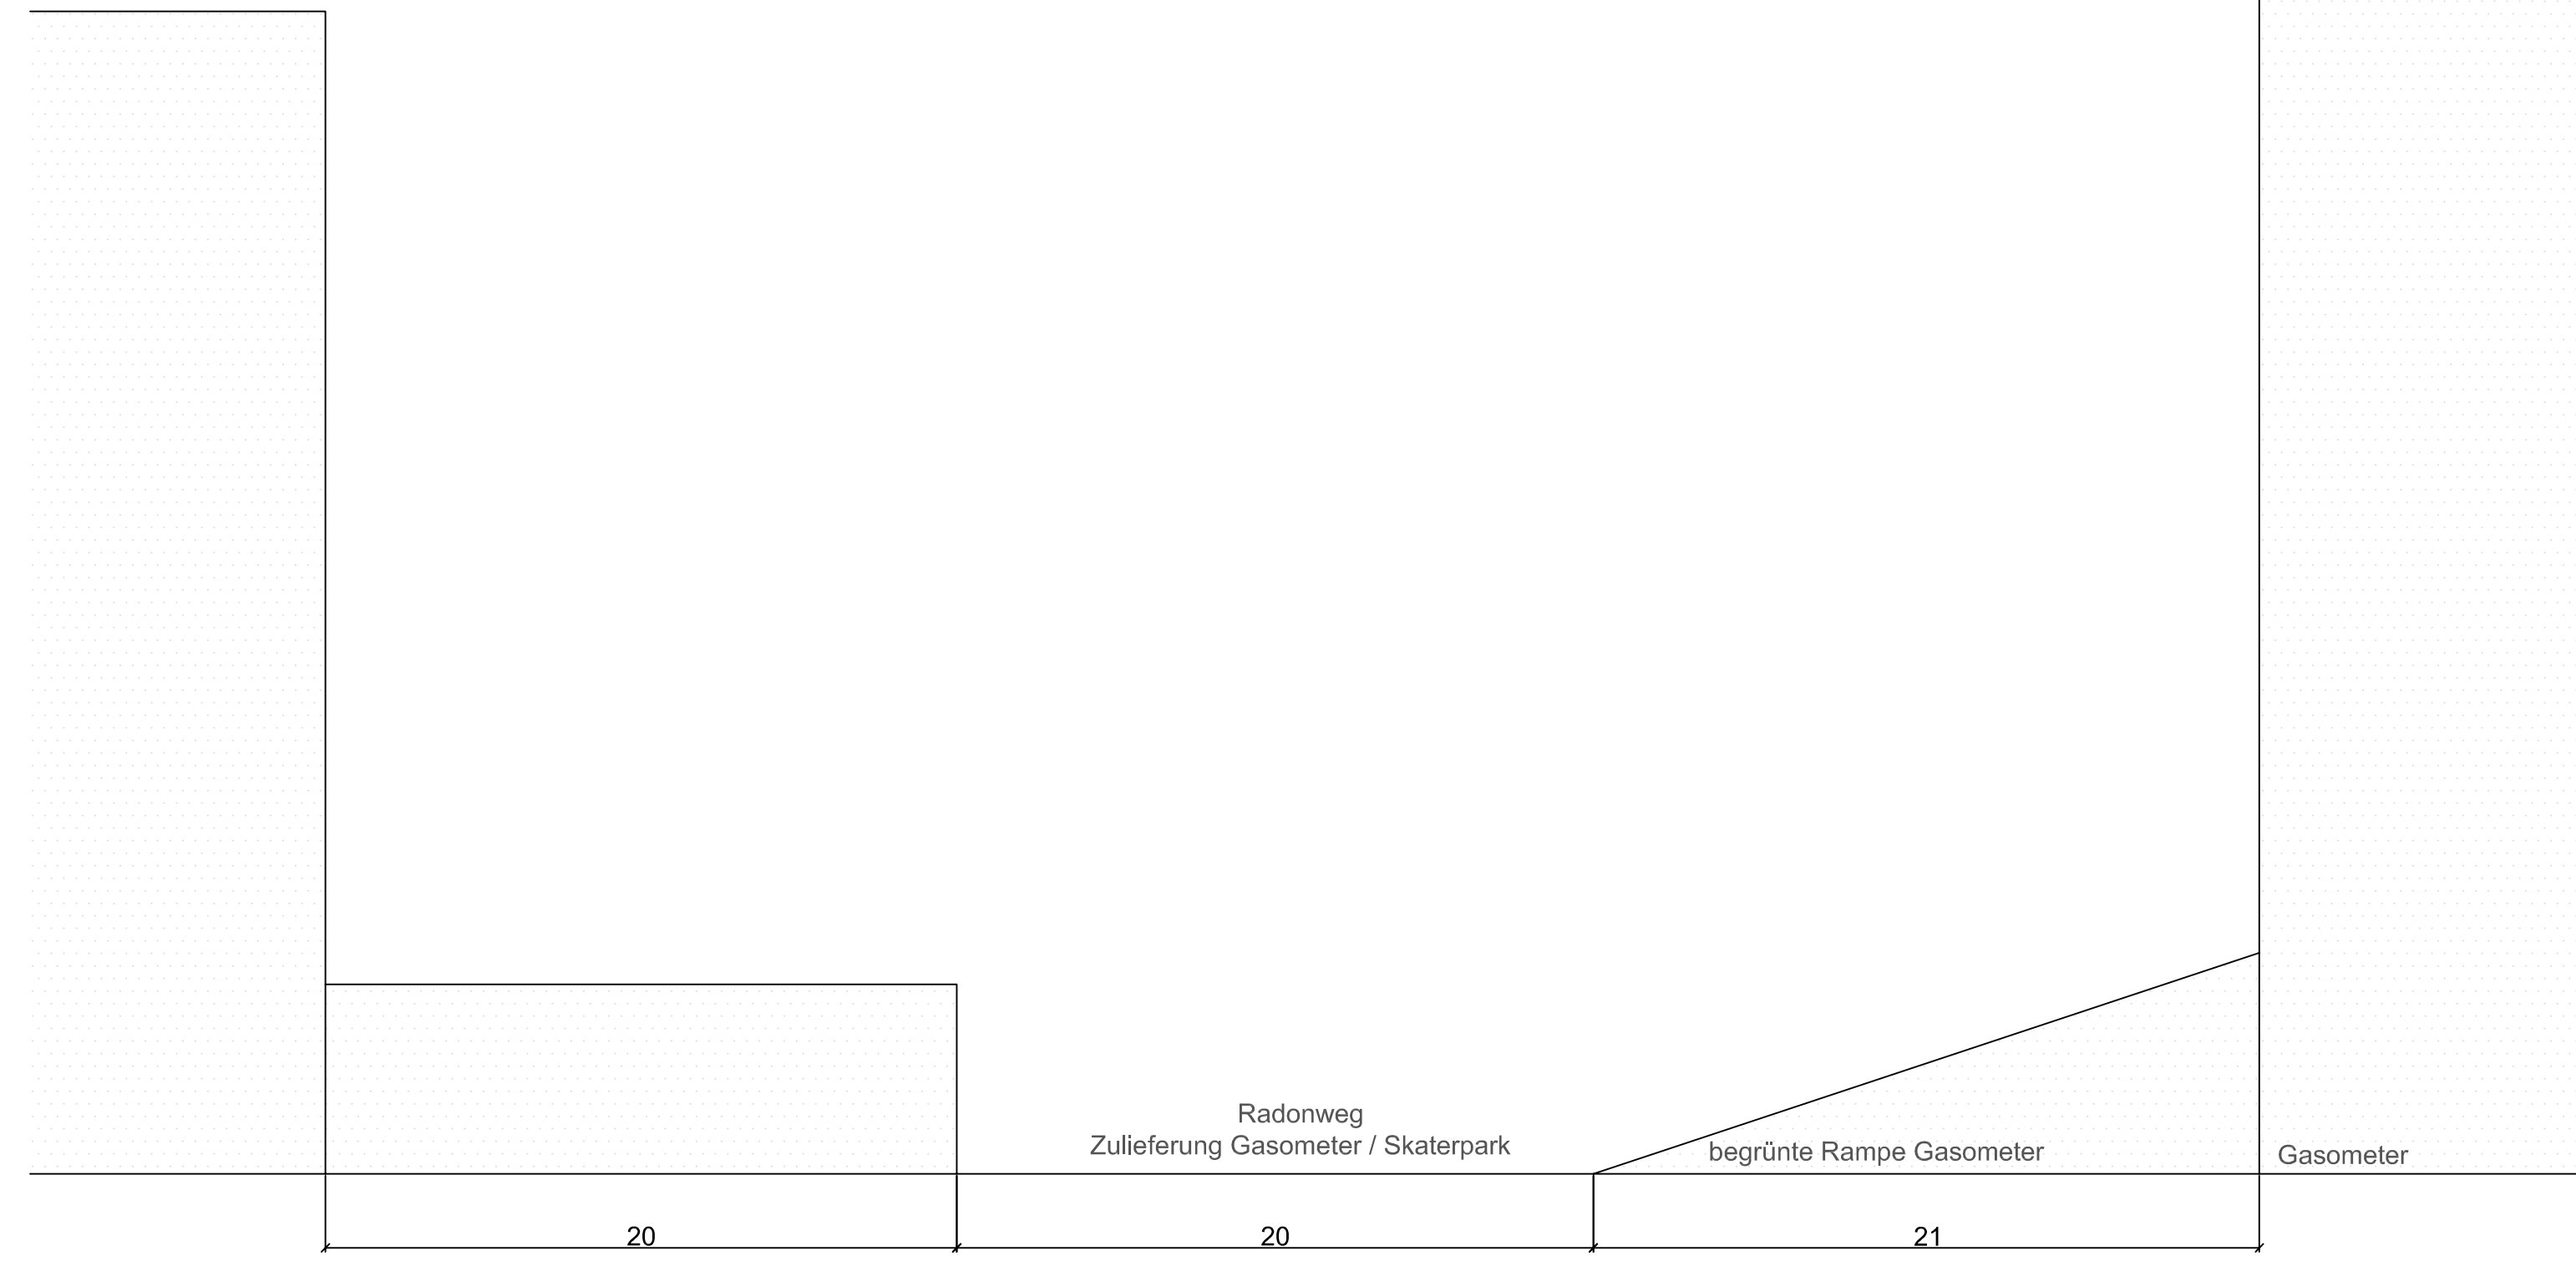 Radonweg
Zulieferung Gasometer / Skaterpark
begrünte Rampe Gasometer
Gasometer
20
20
21